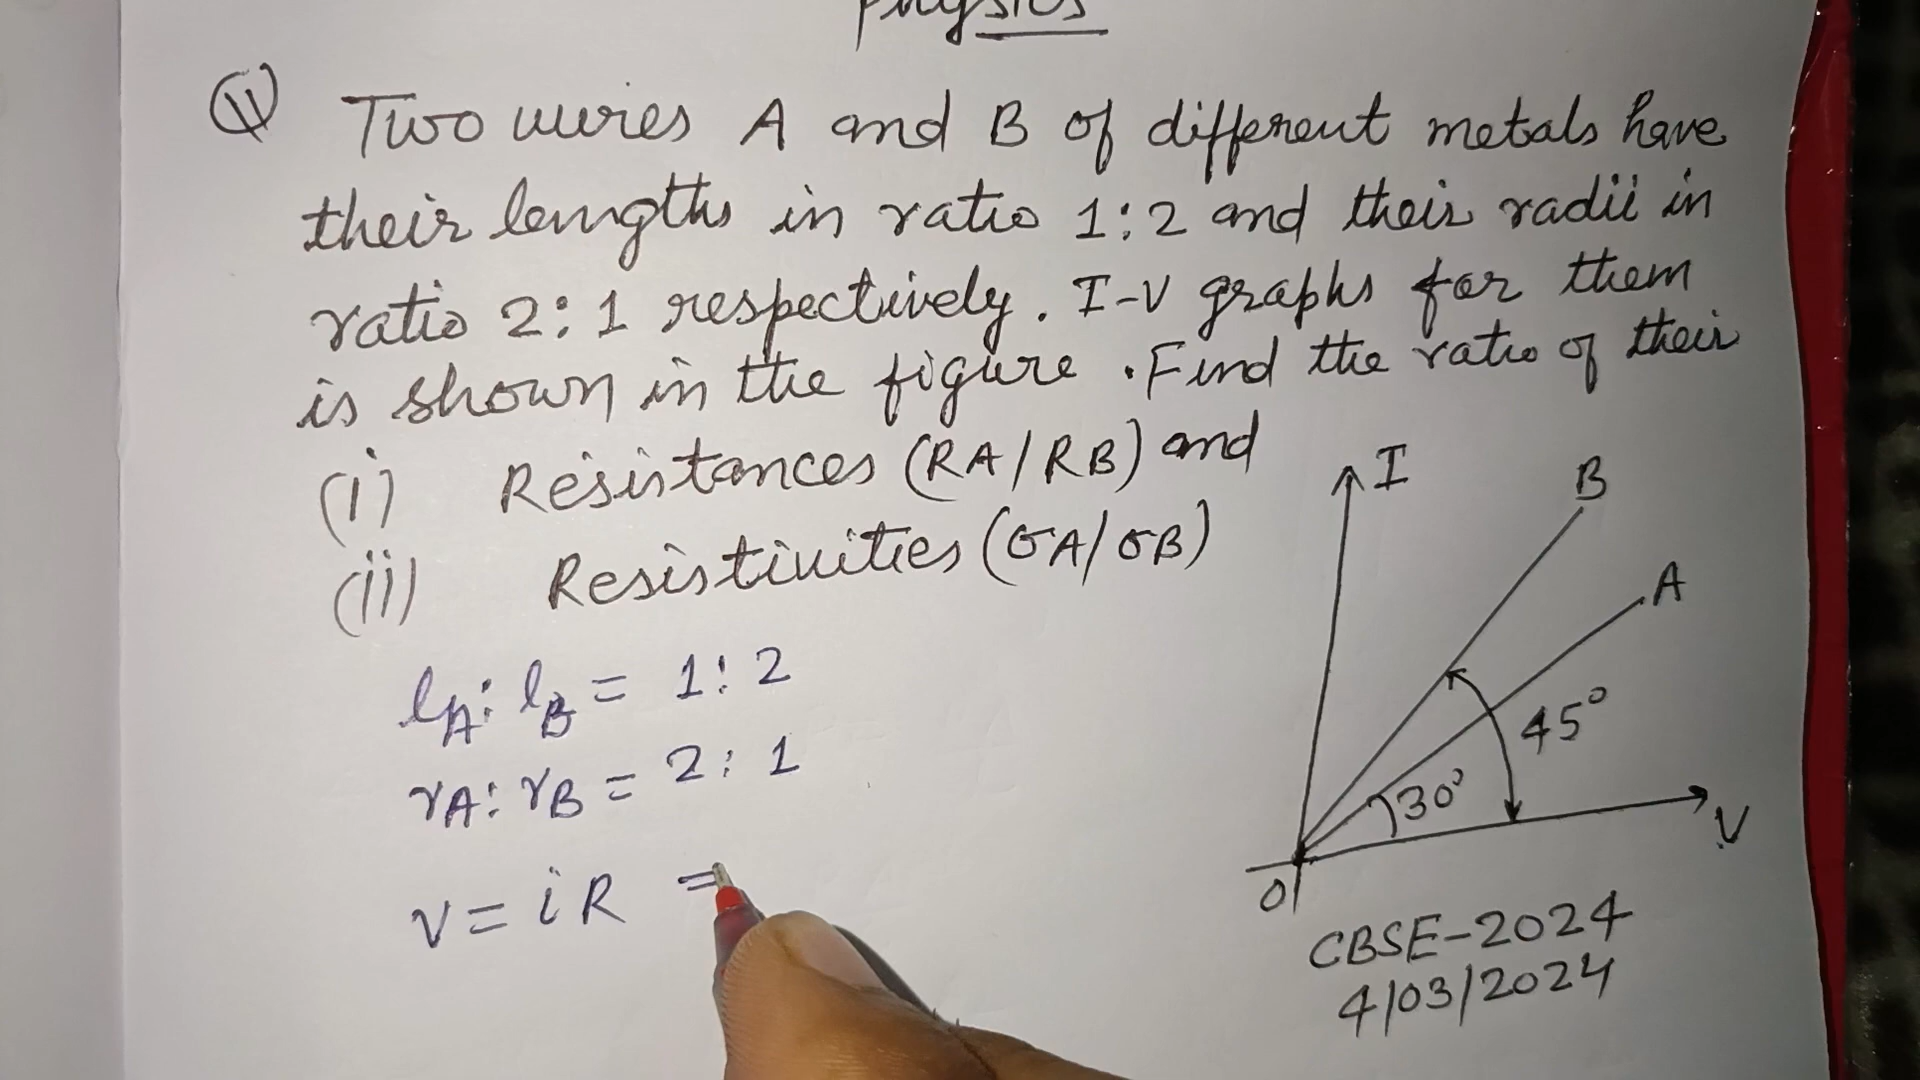 Physics
Q Two wires A and B of different metals have
their lengths in ratio 1:2 and their radii in
ratio 2:1 respectively. I-V graphs for them
is shown in the figure. Find the ratio of their
(i) Resistances (RA/RB) and
(ii) Resistivities (σA/σB)
lA: lB = 1:2
rA: rB = 2:1
V = iR =
I
B
A
45°
30°
V
O
CBSE-2024
4/03/2024